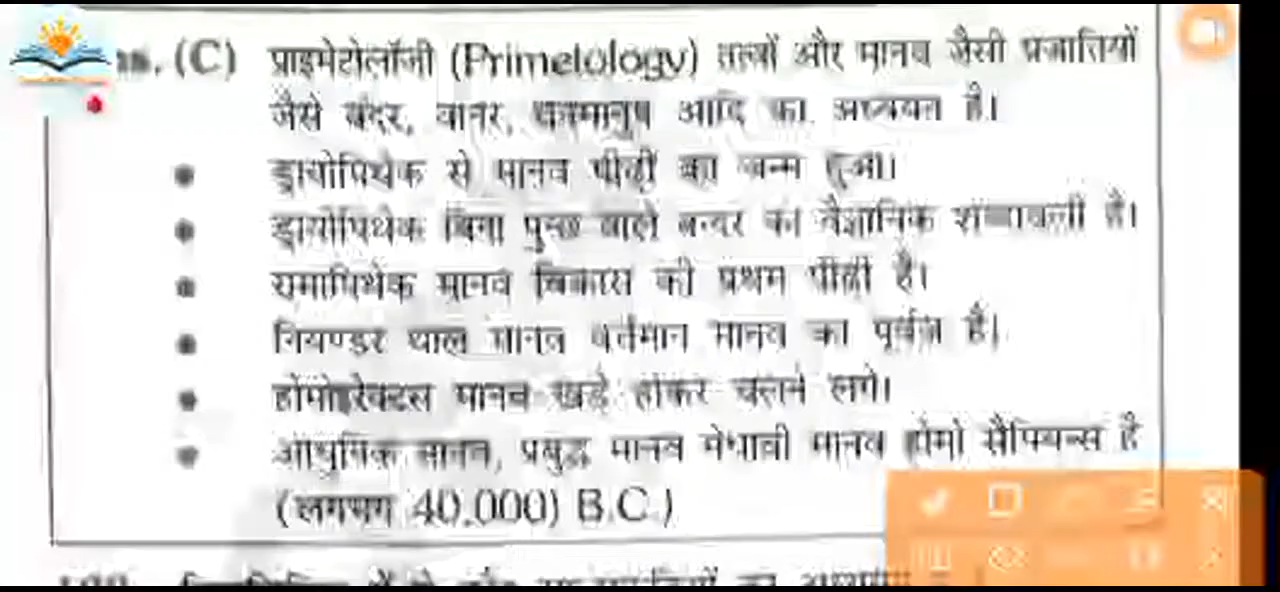 ns. (C) प्राइमेटोलॉजी (Primetology) तत्वों और मानव जैसी प्रजातियों
जैसे बंदर, वानर, वनमानुष आदि का अध्ययन है।
ड्रायोपिथेक से मानव पीढ़ी का जन्म हुआ।
ड्रायोपिथेक बिना पुच्छ वाले बन्दर की वैज्ञानिक शब्दावली है।
रामापिथेक मानव विकास की प्रथम पीढ़ी है।
नियण्डर थाल मानव वर्तमान मानव का पूर्वज है।
होमोइरेक्टस मानव खड़े होकर चलने लगे।
आधुनिक मानव, प्रबुद्ध मानव मेधावी मानव होमो सैपियन्स है
(लगभग 40,000) B.C.)